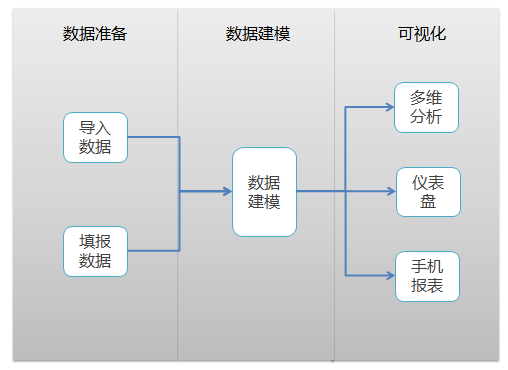 数据准备
数据建模
可视化
导入
数据
填报
数据
数据
建模
多维
分析
仪表
盘
手机
报表